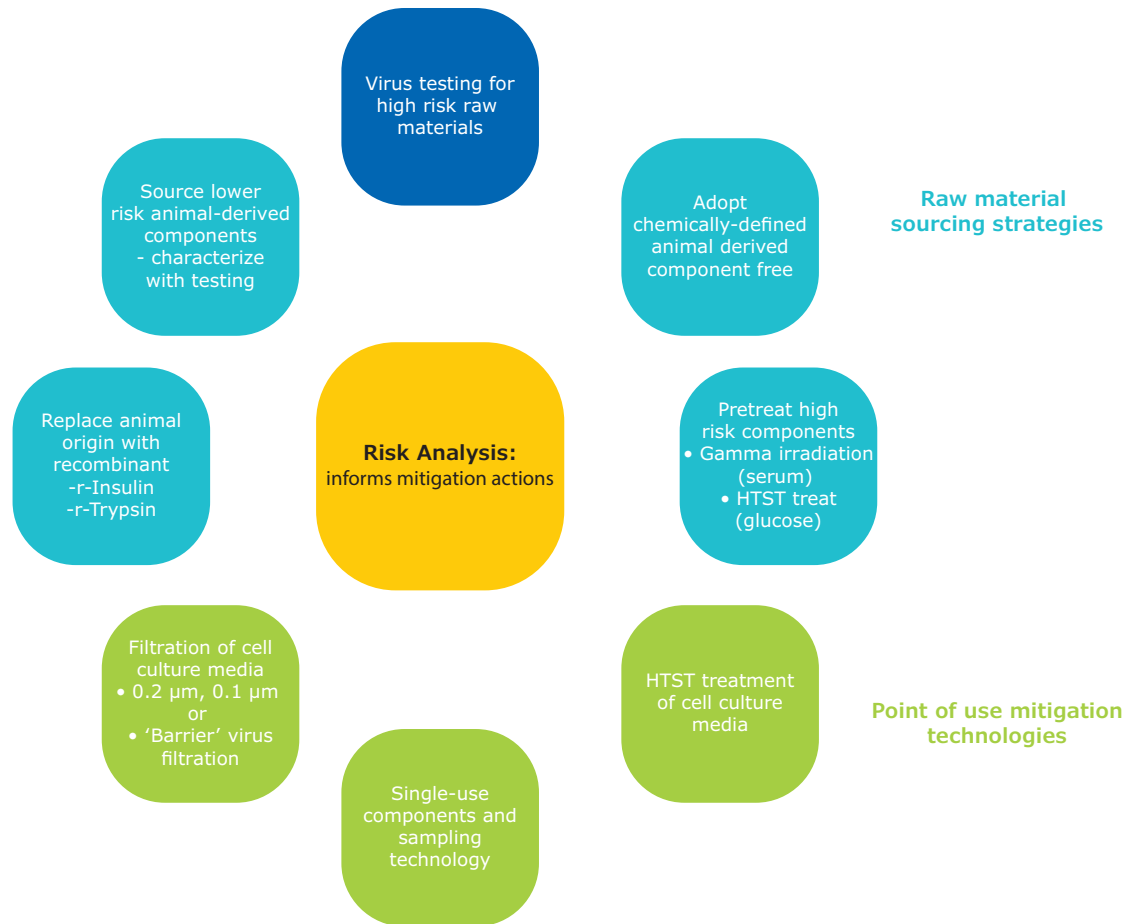 Virus testing for
high risk raw
materials
Source lower
risk animal-derived
components
- characterize
with testing
Adopt
chemically-defined
animal derived
component free
Raw material
sourcing strategies
Replace animal
origin with
recombinant
-r-Insulin
-r-Trypsin
Risk Analysis:
informs mitigation actions
Pretreat high
risk components
• Gamma irradiation
(serum)
• HTST treat
(glucose)
Filtration of cell
culture media
• 0.2 µm, 0.1 µm
or
• ‘Barrier’ virus
filtration
HTST treatment
of cell culture
media
Point of use mitigation
technologies
Single-use
components and
sampling
technology